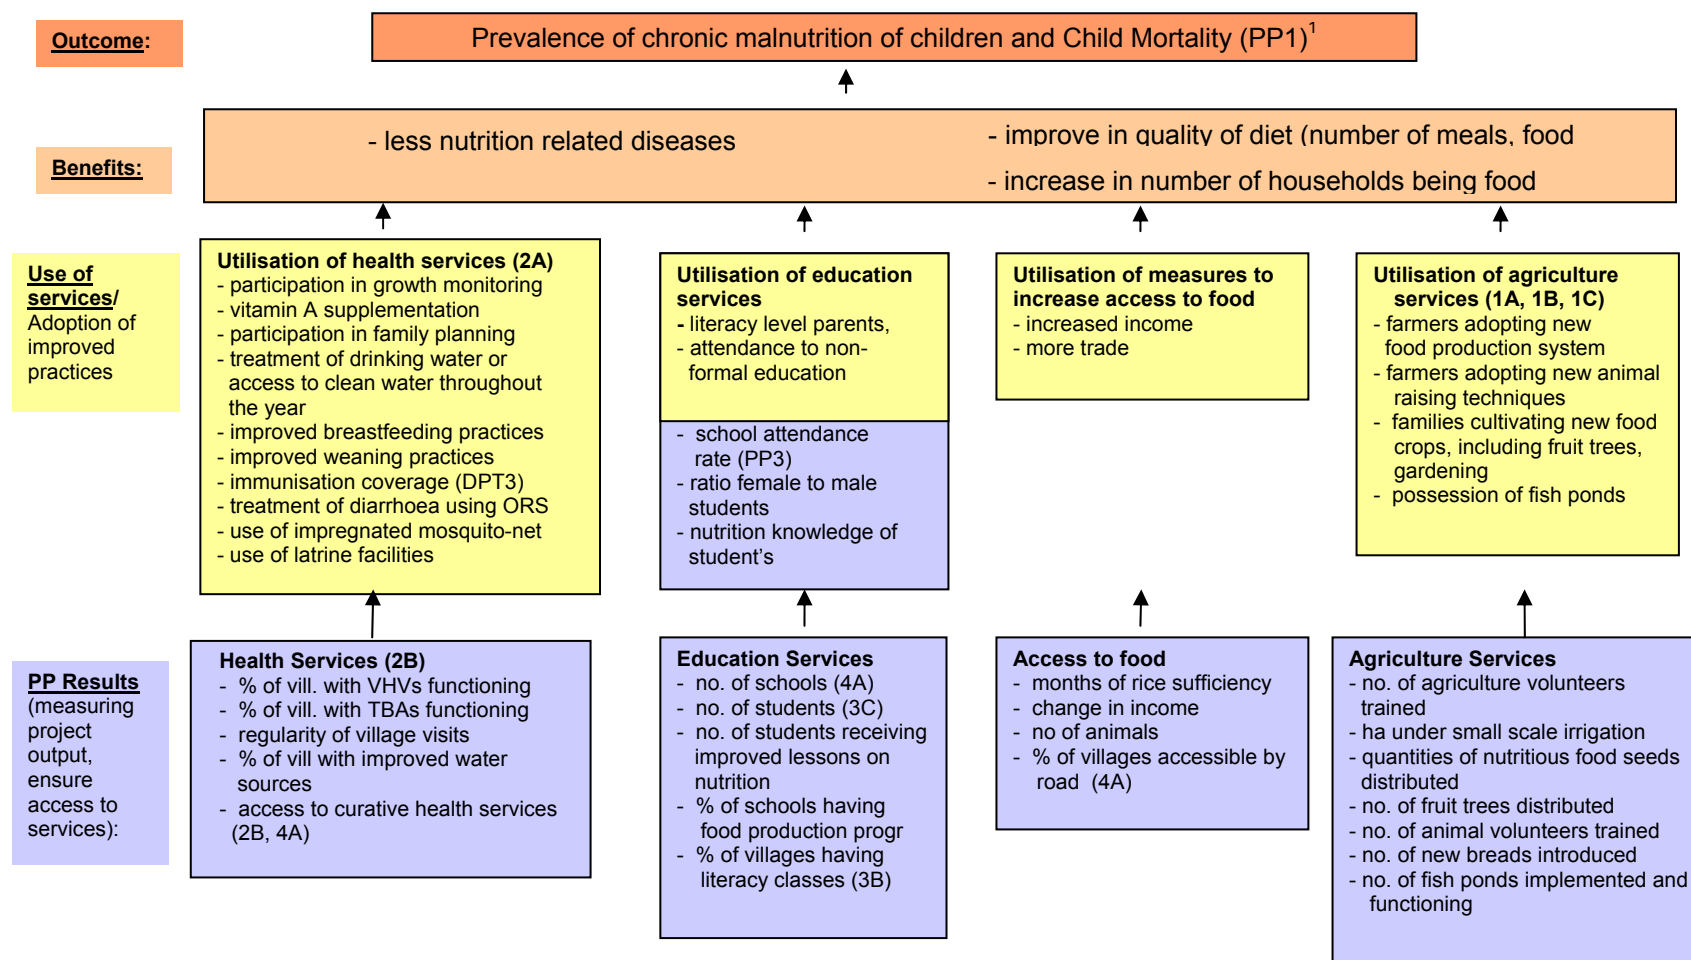 Outcome:
Prevalence of chronic malnutrition of children and Child Mortality (PP1)1
Benefits:
- less nutrition related diseases
- improve in quality of diet (number of meals, food
- increase in number of households being food
Use of
services/
Adoption of
improved
practices
Utilisation of health services (2A)
- participation in growth monitoring
- vitamin A supplementation
- participation in family planning
- treatment of drinking water or
access to clean water throughout
the year
- improved breastfeeding practices
- improved weaning practices
- immunisation coverage (DPT3)
- treatment of diarrhoea using ORS
- use of impregnated mosquito-net
- use of latrine facilities
Utilisation of education
services
- literacy level parents,
- attendance to non-
formal education
- school attendance
rate (PP3)
- ratio female to male
students
- nutrition knowledge of
student's
Utilisation of measures to
increase access to food
- increased income
- more trade
Utilisation of agriculture
services (1A, 1B, 1C)
- farmers adopting new
food production system
- farmers adopting new animal
raising techniques
- families cultivating new food
crops, including fruit trees,
gardening
- possession of fish ponds
PP Results
(measuring
project
output,
ensure
access to
services):
Health Services (2B)
- % of vill. with VHVs functioning
- % of vill. with TBAs functioning
- regularity of village visits
- % of vill with improved water
sources
- access to curative health services
(2B, 4A)
Education Services
- no. of schools (4A)
- no. of students (3C)
- no. of students receiving
improved lessons on
nutrition
- % of schools having
food production progr
- % of villages having
literacy classes (3B)
Access to food
- months of rice sufficiency
- change in income
- no of animals
- % of villages accessible by
road (4A)
Agriculture Services
- no. of agriculture volunteers
trained
- ha under small scale irrigation
- quantities of nutritious food seeds
distributed
- no. of fruit trees distributed
- no. of animal volunteers trained
- no. of new breads introduced
- no. of fish ponds implemented and
functioning